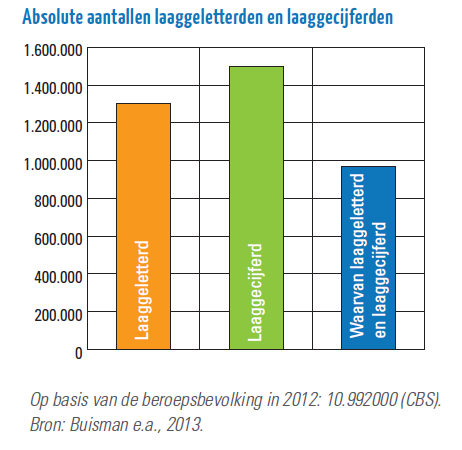 Absolute aantallen laaggeletterden en laaggecijferden
1.600.000
1.400.000
1.200.000
1.000.000
800.000
600.000
400.000
200.000
0
Laaggeletterd
Laaggecijferd
Waarvan laaggeletterd
en laaggecijferd
Op basis van de beroepsbevolking in 2012: 10.992000 (CBS).
Bron: Buisman e.a., 2013.